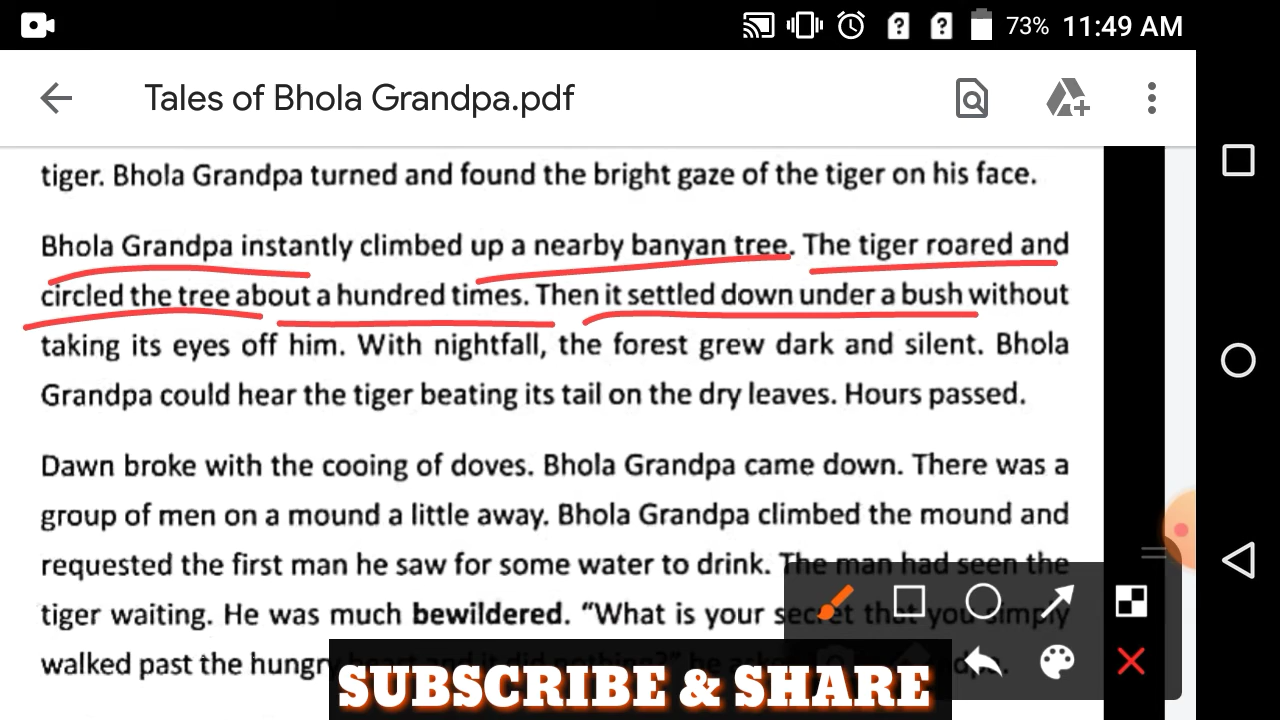 73% 11:49 AM
Tales of Bhola Grandpa.pdf
tiger. Bhola Grandpa turned and found the bright gaze of the tiger on his face.
Bhola Grandpa instantly climbed up a nearby banyan tree. The tiger roared and
circled the tree about a hundred times. Then it settled down under a bush without
taking its eyes off him. With nightfall, the forest grew dark and silent. Bhola
Grandpa could hear the tiger beating its tail on the dry leaves. Hours passed.
Dawn broke with the cooing of doves. Bhola Grandpa came down. There was a
group of men on a mound a little away. Bhola Grandpa climbed the mound and
requested the first man he saw for some water to drink. The man had seen the
tiger waiting. He was much bewildered. “What is your secret that you simply
walked past the hungry
SUBSCRIBE & SHARE